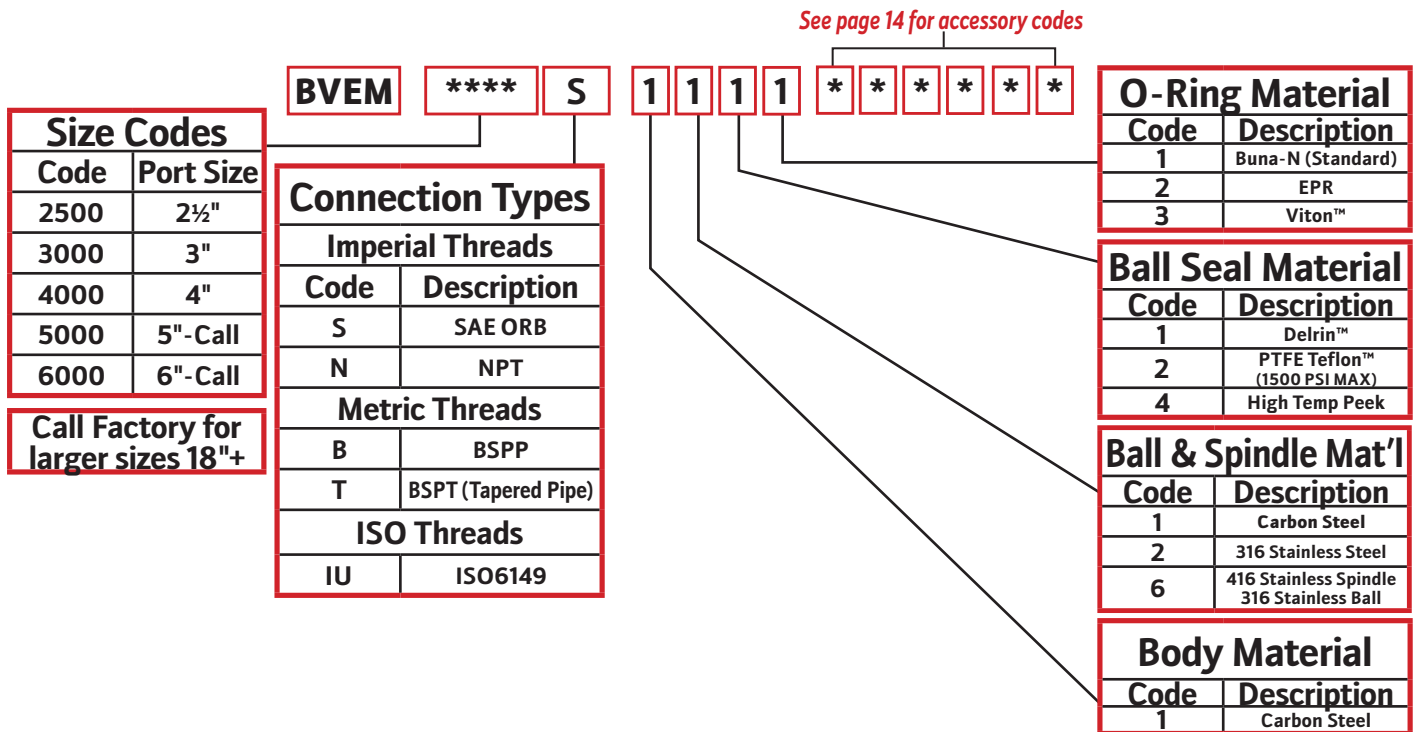 See page 14 for accessory codes
BVEM **** S 1 1 1 1 * * * * * *
Size Codes
Code Port Size
2500 2½"
3000 3"
4000 4"
5000 5"-Call
6000 6"-Call
Call Factory for
larger sizes 18"+
Connection Types
Imperial Threads
Code Description
S SAE ORB
N NPT
Metric Threads
B BSPP
T BSPT (Tapered Pipe)
ISO Threads
IU ISO6149
O-Ring Material
Code Description
1 Buna-N (Standard)
2 EPR
3 Viton™
Ball Seal Material
Code Description
1 Delrin™
2 PTFE Teflon™
(1500 PSI MAX)
4 High Temp Peek
Ball & Spindle Mat'l
Code Description
1 Carbon Steel
2 316 Stainless Steel
6 416 Stainless Spindle
316 Stainless Ball
Body Material
Code Description
1 Carbon Steel